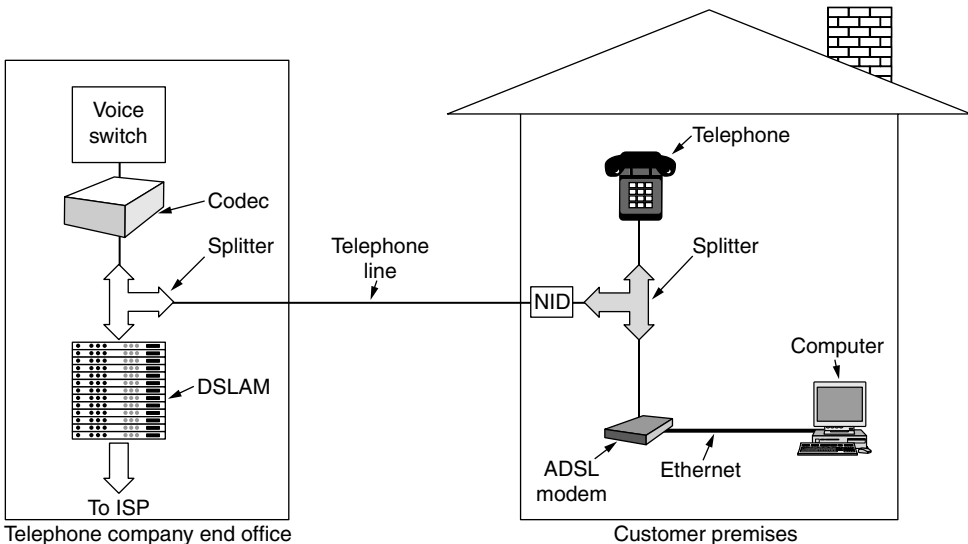 Voice
switch
Codec
Splitter
DSLAM
To ISP
Telephone company end office
Telephone
line
NID
Telephone
Splitter
Computer
ADSL
modem
Ethernet
Customer premises